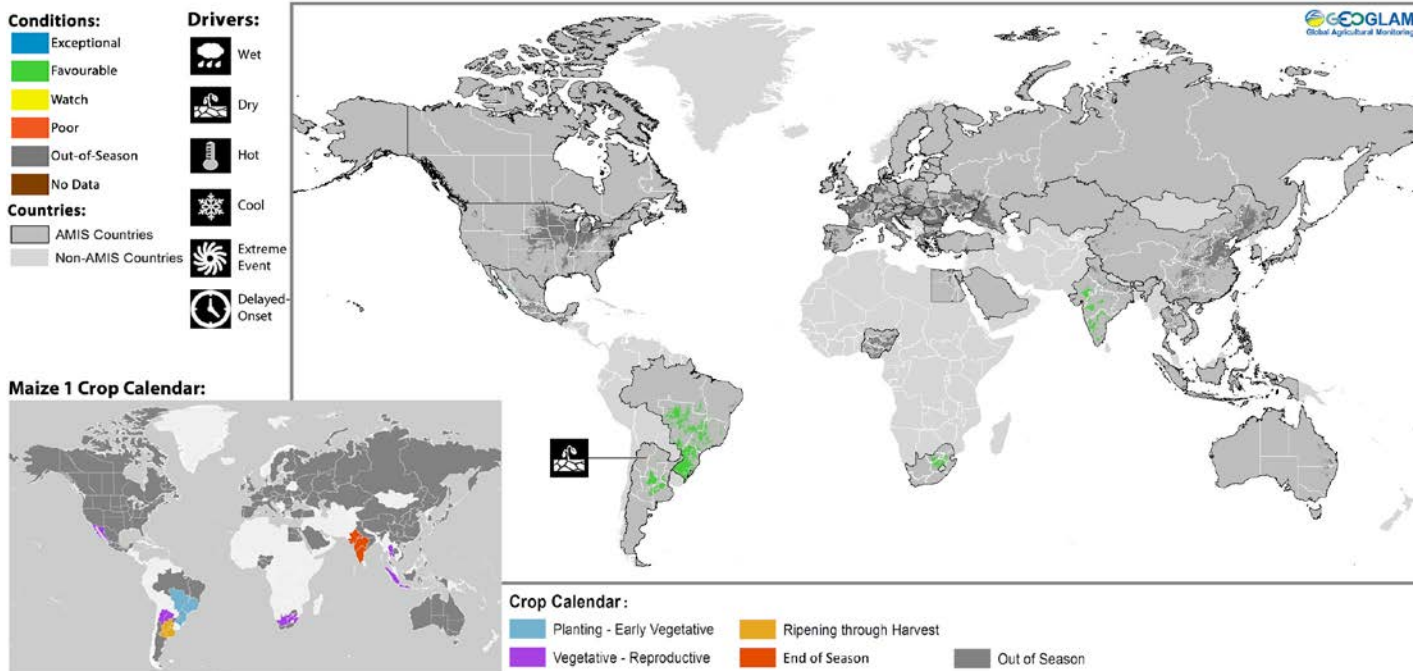 Conditions:
Exceptional
Favourable
Watch
Poor
Out-of-Season
No Data
Countries:
AMIS Countries
Non-AMIS Countries
Drivers:
Wet
Dry
Hot
Cool
Extreme
Event
Delayed-
Onset
GEOGLAM
Global Agricultural Monitoring
Maize 1 Crop Calendar:
Crop Calendar :
Planting - Early Vegetative
Vegetative - Reproductive
Ripening through Harvest
End of Season
Out of Season